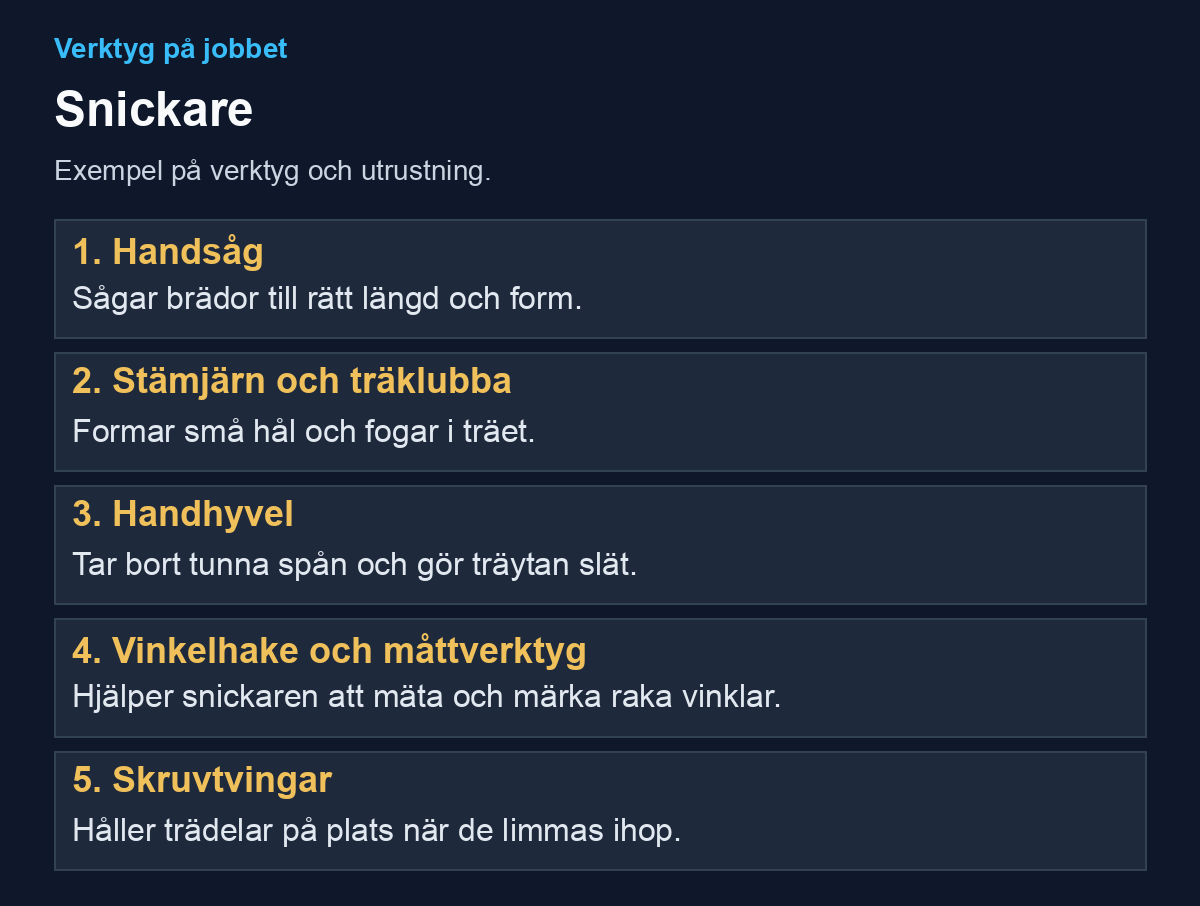 Verktyg på jobbet
Snickare
Exempel på verktyg och utrustning.
1. Handsåg
Sågar brädor till rätt längd och form.
2. Stämjärn och träklubba
Formar små hål och fogar i träet.
3. Handhyvel
Tar bort tunna spån och gör träytan slät.
4. Vinkelhake och måttverktyg
Hjälper snickaren att mäta och märka raka vinklar.
5. Skruvtvingar
Håller trädelar på plats när de limmas ihop.